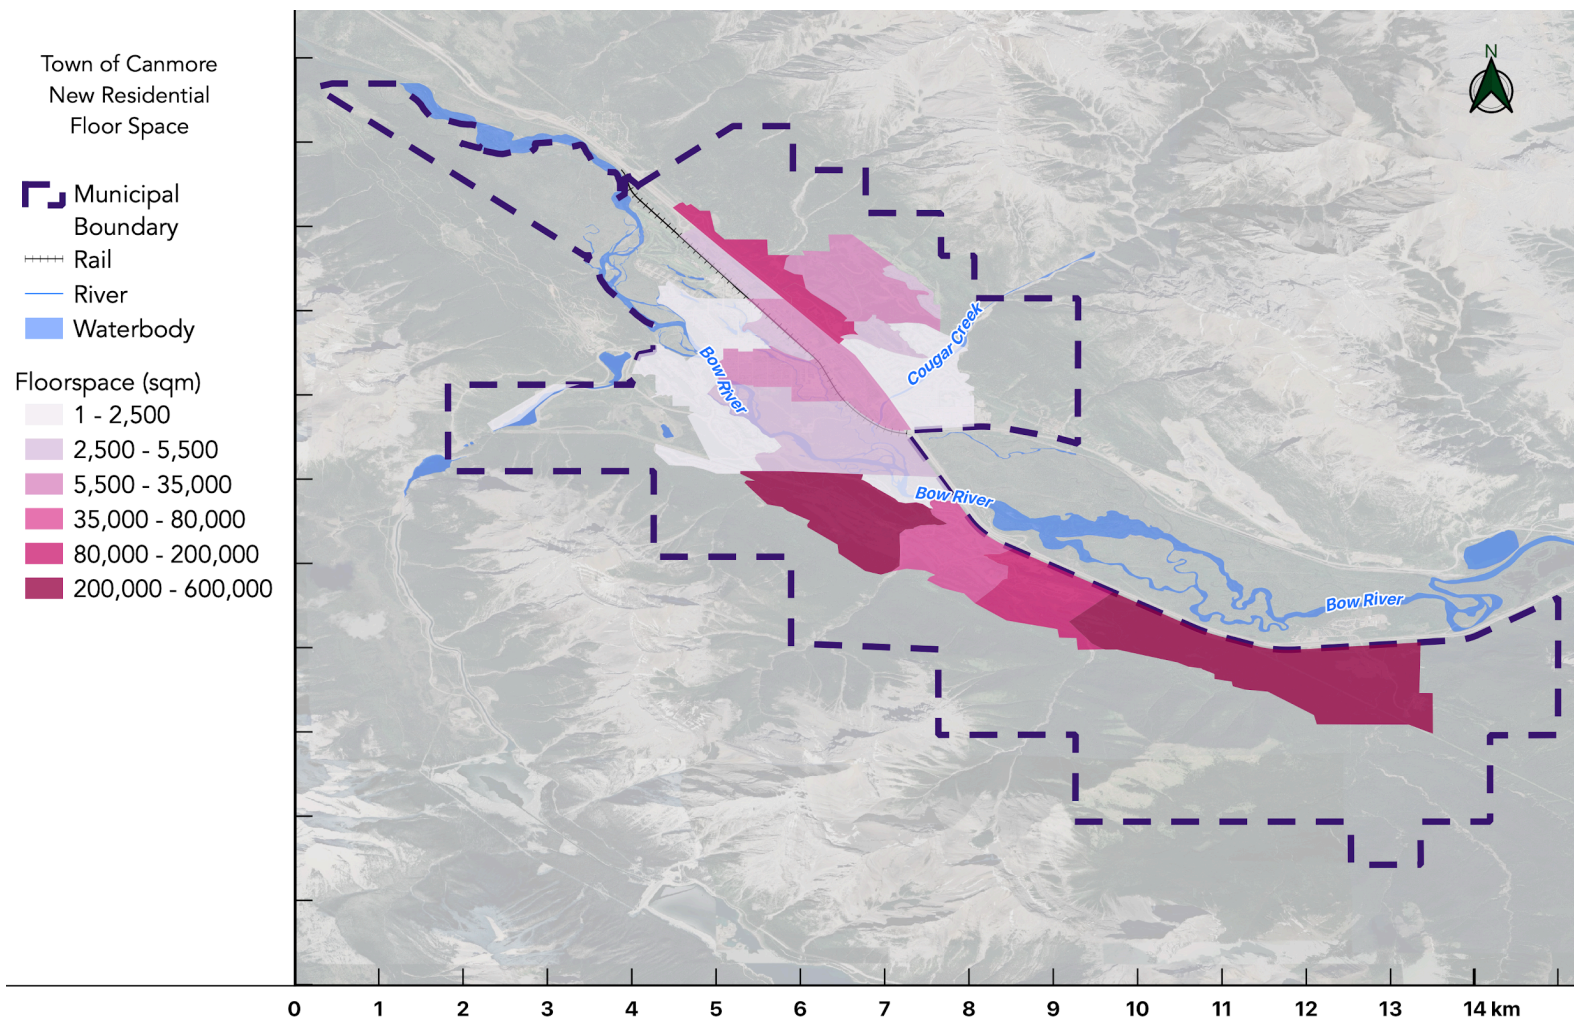 Town of Canmore
New Residential
Floor Space
Municipal
Boundary
Rail
River
Waterbody
Floorspace (sqm)
1 - 2,500
2,500 - 5,500
5,500 - 35,000
35,000 - 80,000
80,000 - 200,000
200,000 - 600,000
N
Cougar Creek
Bow River
Bow River
Bow River
0 1 2 3 4 5 6 7 8 9 10 11 12 13 14 km